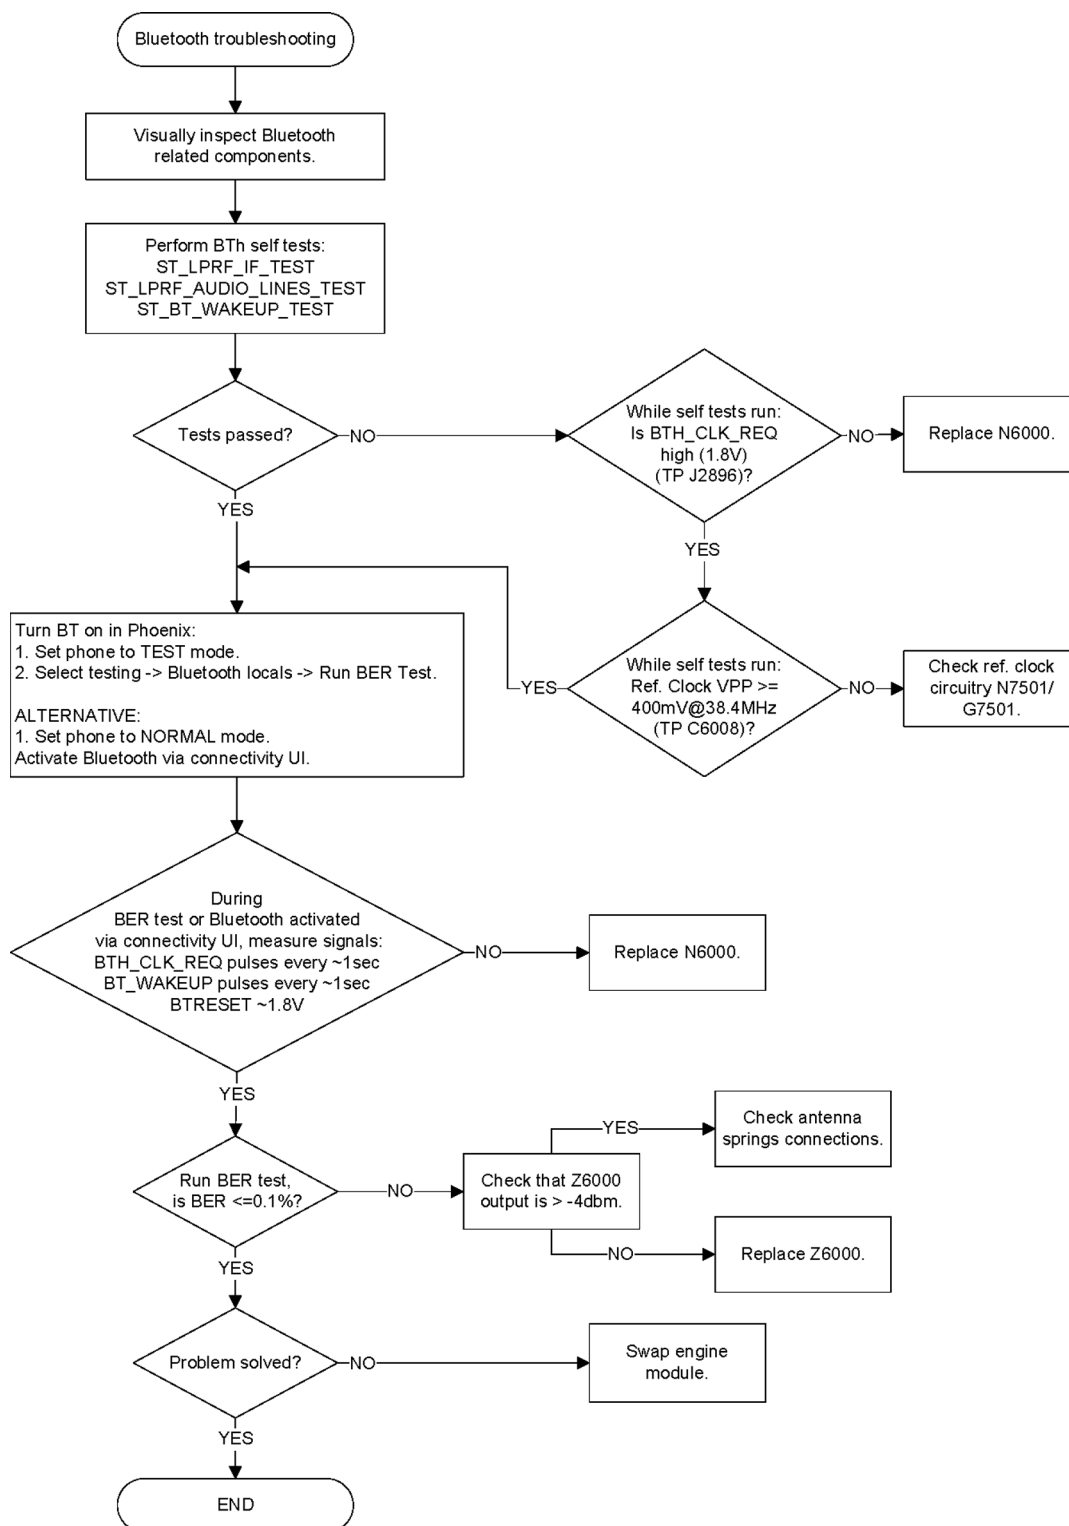 Bluetooth troubleshooting
Visually inspect Bluetooth
related components.
Perform BTh self tests:
ST_LPRF_IF_TEST
ST_LPRF_AUDIO_LINES_TEST
ST_BT_WAKEUP_TEST
Tests passed?
NO
While self tests run:
Is BTH_CLK_REQ
high (1.8V)
(TP J2896)?
NO
Replace N6000.
YES
YES
Turn BT on in Phoenix:
1. Set phone to TEST mode.
2. Select testing -> Bluetooth locals -> Run BER Test.
ALTERNATIVE:
1. Set phone to NORMAL mode.
Activate Bluetooth via connectivity UI.
YES
While self tests run:
Ref. Clock VPP >=
400mV@38.4MHz
(TP C6008)?
NO
Check ref. clock
circuitry N7501/
G7501.
During
BER test or Bluetooth activated
via connectivity UI, measure signals:
BTH_CLK_REQ pulses every ~1sec
BT_WAKEUP pulses every ~1sec
BTRESET ~1.8V
NO
Replace N6000.
YES
Run BER test,
is BER <=0.1%?
NO
Check that Z6000
output is > -4dbm.
YES
Check antenna
springs connections.
NO
Replace Z6000.
YES
Problem solved?
NO
Swap engine
module.
YES
END